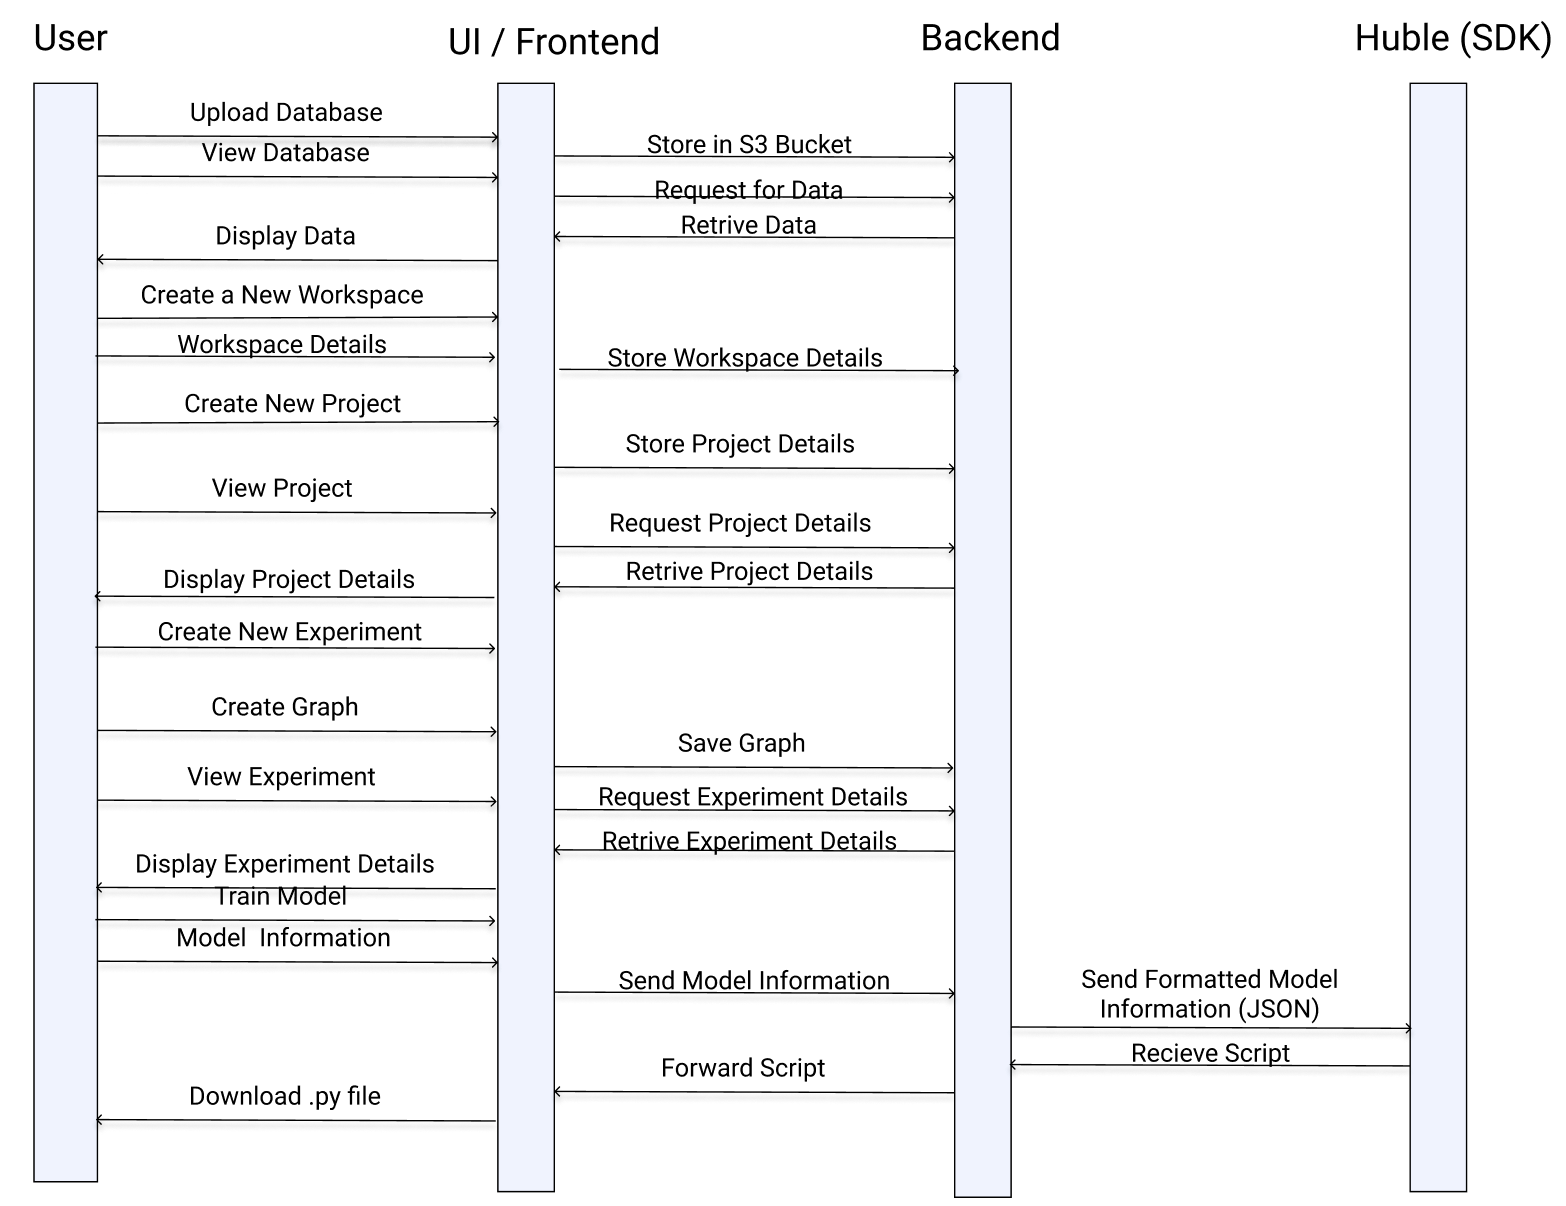 User
UI / Frontend
Backend
Huble (SDK)
Upload Database
Store in S3 Bucket
View Database
Request for Data
Retrive Data
Display Data
Create a New Workspace
Workspace Details
Store Workspace Details
Create New Project
Store Project Details
View Project
Request Project Details
Retrive Project Details
Display Project Details
Create New Experiment
Create Graph
Save Graph
View Experiment
Request Experiment Details
Retrive Experiment Details
Display Experiment Details
Train Model
Model  Information
Send Model Information
Send Formatted Model
Information (JSON)
Recieve Script
Forward Script
Download .py file